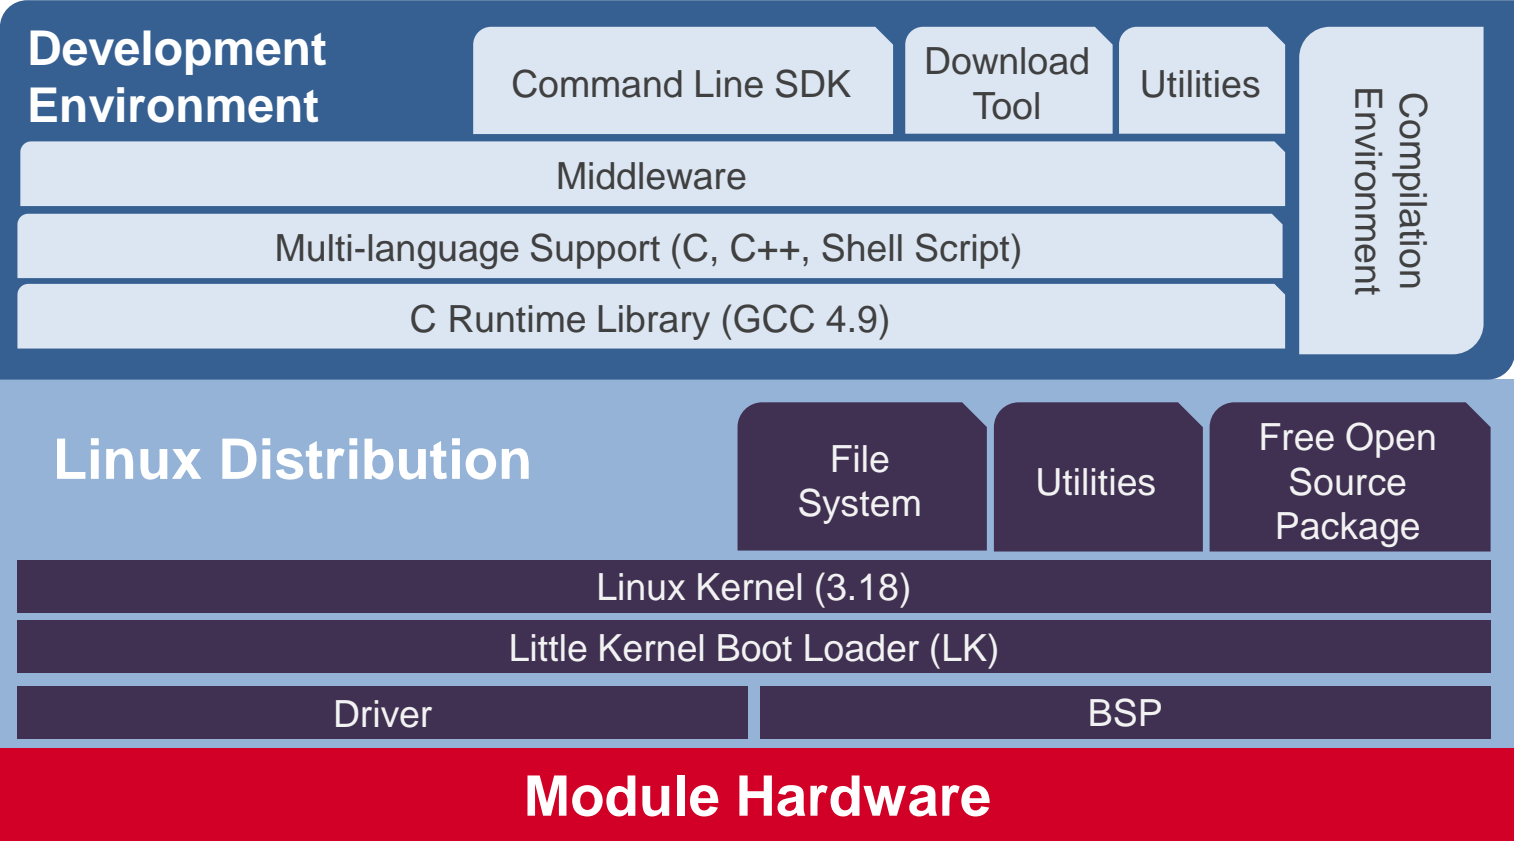 Development
Environment
Command Line SDK
Download
Tool
Utilities
Compilation
Environment
Middleware
Multi-language Support (C, C++, Shell Script)
C Runtime Library (GCC 4.9)
Linux Distribution
File
System
Utilities
Free Open
Source
Package
Linux Kernel (3.18)
Little Kernel Boot Loader (LK)
Driver
BSP
Module Hardware